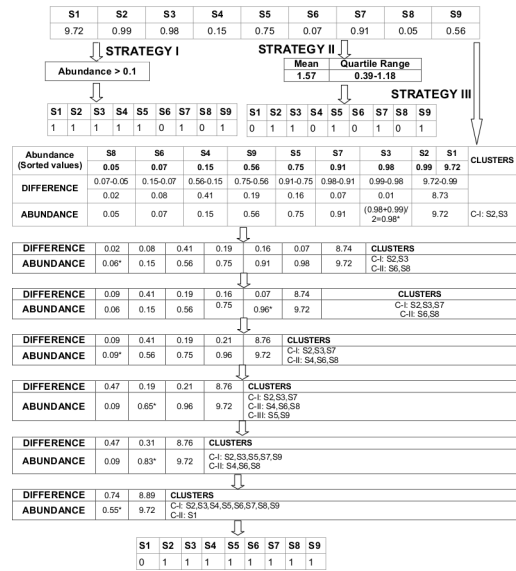 S1 S2 S3 S4 S5 S6 S7 S8 S9
9.72 0.99 0.98 0.15 0.75 0.07 0.91 0.05 0.56
STRATEGY I
STRATEGY II
Abundance > 0.1
Mean Quartile Range
1.57 0.39-1.18
STRATEGY III
S1 S2 S3 S4 S5 S6 S7 S8 S9
1 1 1 1 1 0 1 0 1
S1 S2 S3 S4 S5 S6 S7 S8 S9
0 1 1 0 1 0 1 0 1
Abundance (Sorted values) S8 S6 S4 S9 S5 S7 S3 S2 S1 CLUSTERS
0.05 0.07 0.15 0.56 0.75 0.91 0.98 0.99 9.72
DIFFERENCE 0.07-0.05 0.15-0.07 0.56-0.15 0.75-0.56 0.91-0.75 0.98-0.91 0.99-0.98 9.72-0.99
0.02 0.08 0.41 0.19 0.16 0.07 0.01 8.73
ABUNDANCE 0.05 0.07 0.15 0.56 0.75 0.91 (0.98+0.99)/ 9.72 C-I: S2,S3
2=0.98*
DIFFERENCE 0.02 0.08 0.41 0.19 0.16 0.07 8.74 CLUSTERS
ABUNDANCE 0.06* 0.15 0.56 0.75 0.91 0.98 9.72 C-I: S2,S3
C-II: S6,S8
DIFFERENCE 0.09 0.41 0.19 0.16 0.07 8.74 CLUSTERS
ABUNDANCE 0.06 0.15 0.56 0.75 0.96* 9.72 C-I: S2,S3,S7
C-II: S6,S8
DIFFERENCE 0.09 0.41 0.19 0.21 8.76 CLUSTERS
ABUNDANCE 0.09* 0.56 0.75 0.96 9.72 C-I: S2,S3,S7
C-II: S4,S6,S8
DIFFERENCE 0.47 0.19 0.21 8.76 CLUSTERS
ABUNDANCE 0.09 0.65* 0.96 9.72 C-I: S2,S3,S7
C-II: S4,S6,S8
C-III: S5,S9
DIFFERENCE 0.47 0.31 8.76 CLUSTERS
ABUNDANCE 0.09 0.83* 9.72 C-I: S2,S3,S5,S7,S9
C-II: S4,S6,S8
DIFFERENCE 0.74 8.89 CLUSTERS
ABUNDANCE 0.55* 9.72 C-I: S2,S3,S4,S5,S6,S7,S8,S9
C-II: S1
S1 S2 S3 S4 S5 S6 S7 S8 S9
0 1 1 1 1 1 1 1 1